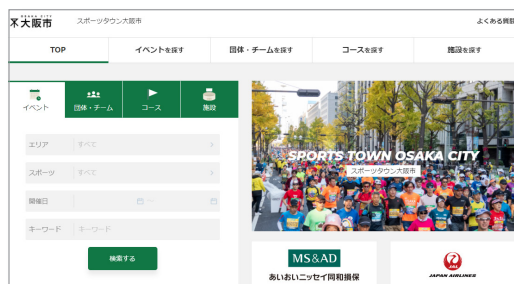 OSAKA CITY
大阪市
スポーツタウン大阪市
よくある質問
TOP
イベントを探す
団体・チームを探す
コースを探す
施設を探す
イベント
団体・チーム
コース
施設
エリア
すべて
スポーツ
すべて
開催日
キーワード
キーワード
検索する
SPORTS TOWN OSAKA CITY
スポーツタウン大阪市
MS&AD
あいおいニッセイ同和損保
JAL
JAPAN AIRLINES